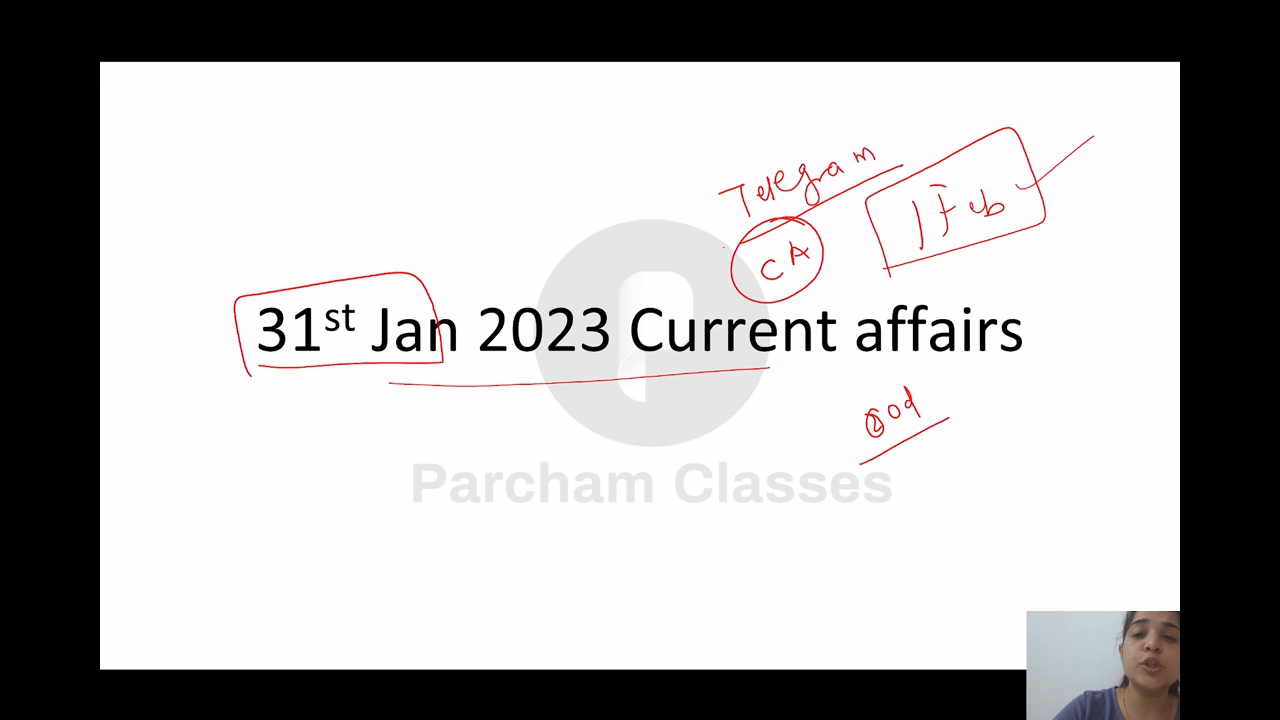 Telegram
1 Feb
CA
31st Jan 2023 Current affairs
Parcham Classes